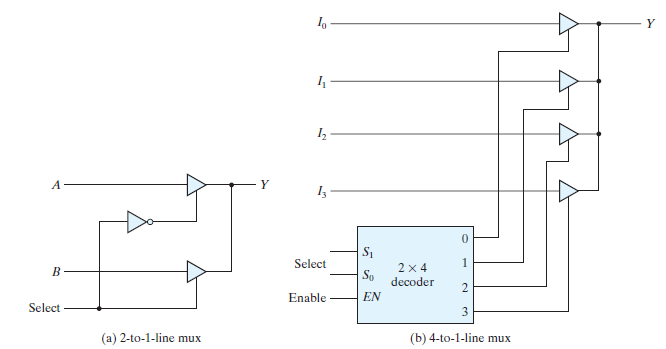 A
Y
B
Select
(a) 2-to-1-line mux
I₀
Y
I₁
I₂
I₃
Select
Enable
S₁
S₀
EN
2 × 4
decoder
0
1
2
3
(b) 4-to-1-line mux